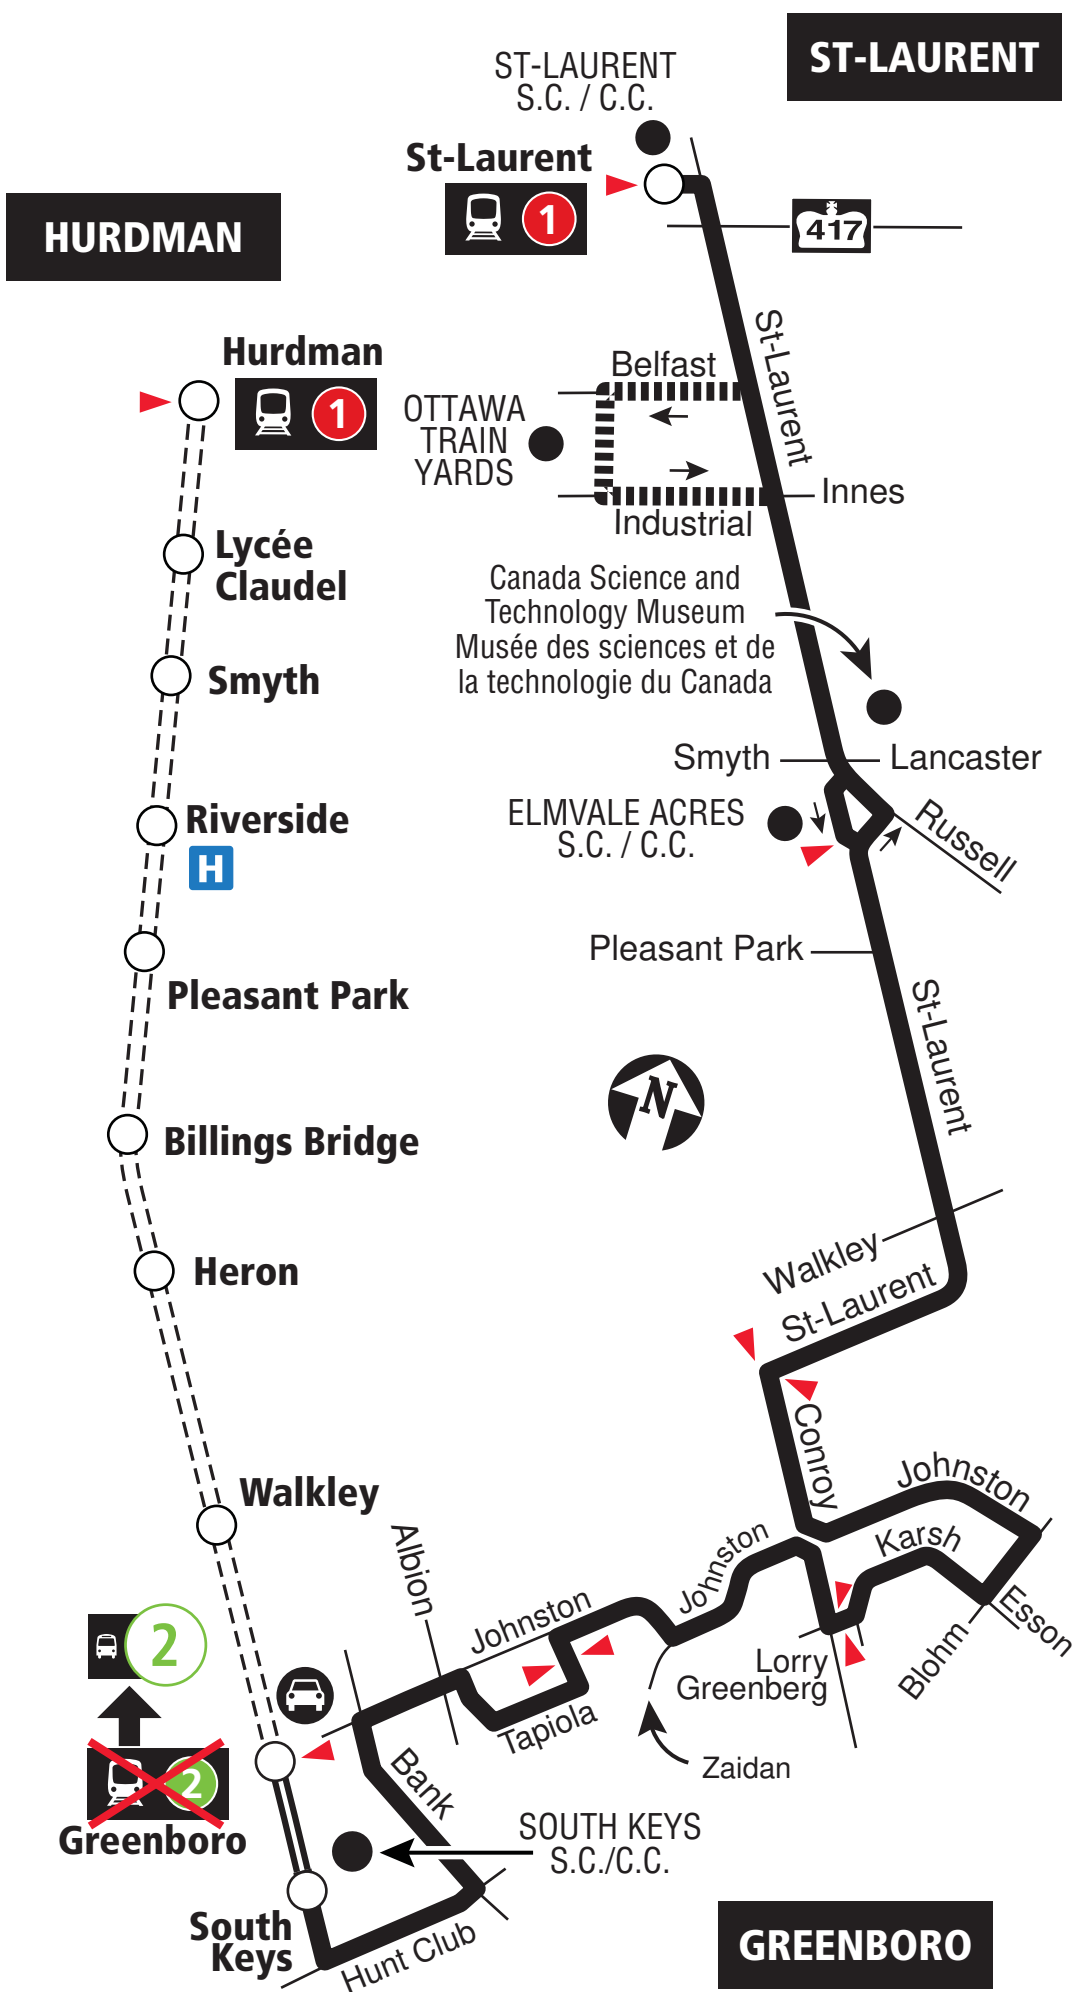 ST-LAURENT
ST-LAURENT
S.C. / C.C.
St-Laurent
1
HURDMAN
417
St-Laurent
Hurdman
1
Belfast
OTTAWA
TRAIN
YARDS
Innes
Industrial
Lycée
Claudel
Canada Science and
Technology Museum
Musée des sciences et de
la technologie du Canada
Smyth
Smyth
Lancaster
ELMVALE ACRES
S.C. / C.C.
Russell
Riverside
H
Pleasant Park
Pleasant Park
St-Laurent
N
Billings Bridge
Heron
Walkley
St-Laurent
Conroy
Johnston
Walkley
Albion
Johnston
Karsh
Johnston
Esson
Blohm
2
Lorry
Greenberg
Tapiola
Zaidan
Bank
2
Greenboro
SOUTH KEYS
S.C./C.C.
South
Keys
Hunt Club
GREENBORO